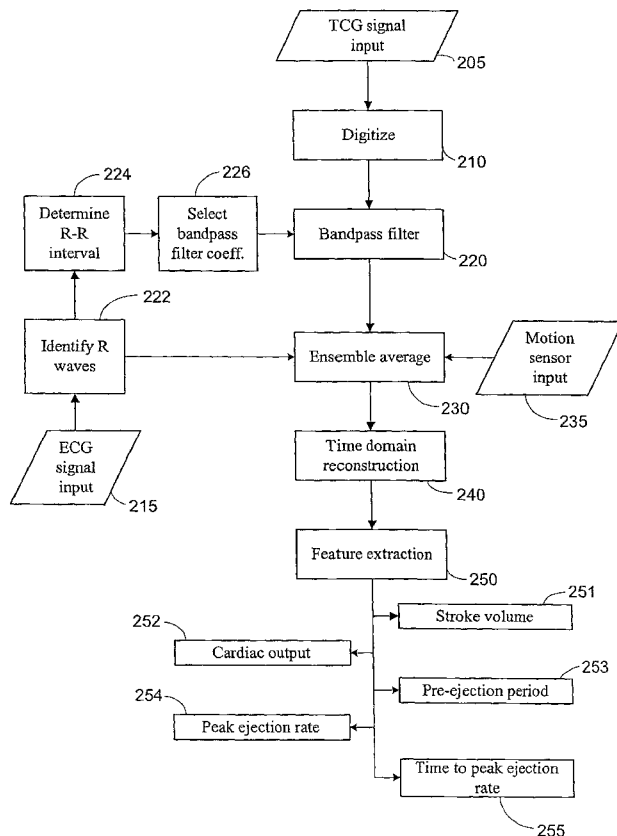 TCG signal
input
205
Digitize
210
224
226
Determine
R-R
interval
Select
bandpass
filter coeff.
Bandpass filter
220
222
Identify R
waves
Ensemble average
230
Motion
sensor
input
235
ECG
signal
input
215
Time domain
reconstruction
240
Feature extraction
250
251
Stroke volume
252
Cardiac output
253
Pre-ejection period
254
Peak ejection rate
Time to peak ejection
rate
255